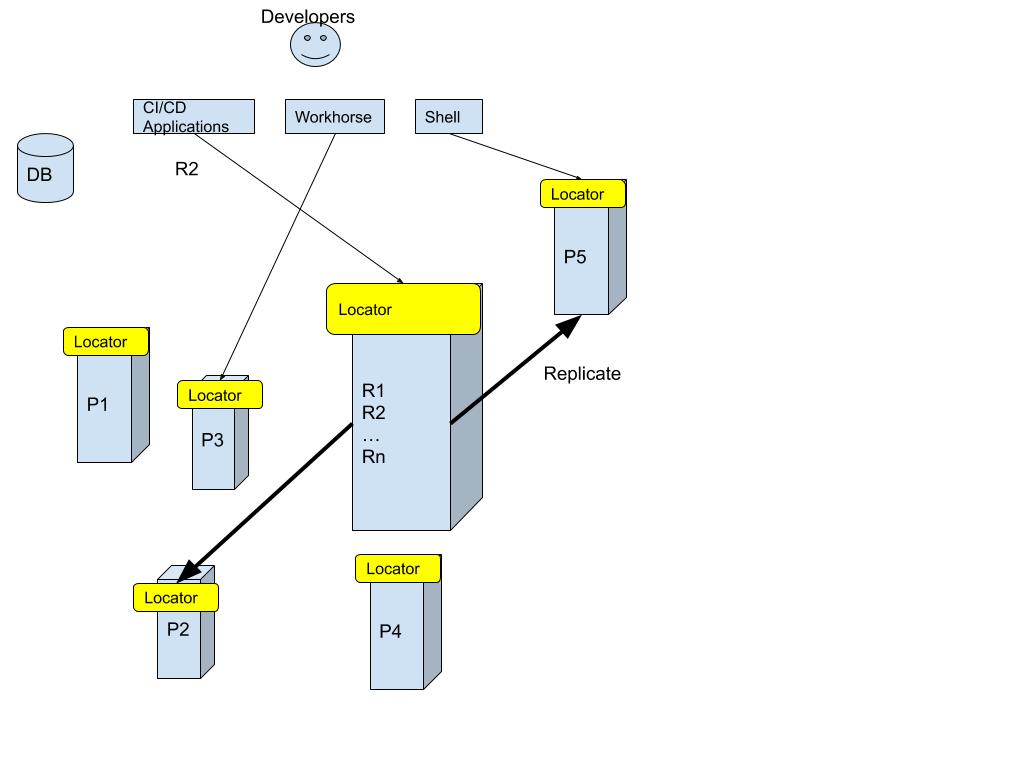 Developers
CI/CD
Applications
Workhorse
Shell
R2
DB
Locator
P5
Locator
Locator
P1
Replicate
Locator
P3
R1
R2
…
Rn
Locator
P4
Locator
P2